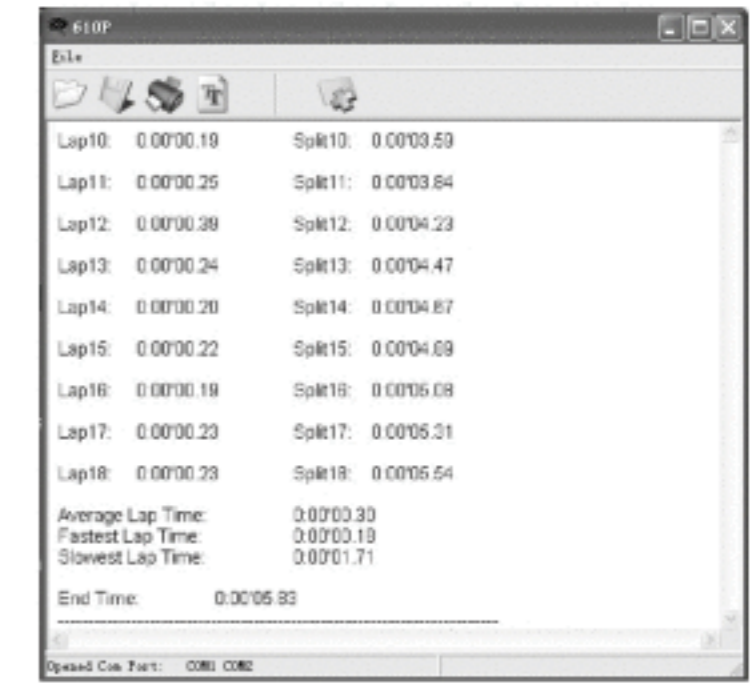 610P
File
Lap10: 0:00'00.19 Split10: 0:00'03.59
Lap11: 0:00'00.25 Split11: 0:00'03.84
Lap12: 0:00'00.39 Split12: 0:00'04.23
Lap13: 0:00'00.24 Split13: 0:00'04.47
Lap14: 0:00'00.20 Split14: 0:00'04.67
Lap15: 0:00'00.22 Split15: 0:00'04.89
Lap16: 0:00'00.19 Split16: 0:00'05.08
Lap17: 0:00'00.23 Split17: 0:00'05.31
Lap18: 0:00'00.23 Split18: 0:00'05.54
Average Lap Time: 0:00'00.30
Fastest Lap Time: 0:00'00.19
Slowest Lap Time: 0:00'01.71
End Time: 0:00'05.83
Opened Com Port: COM1 COM2